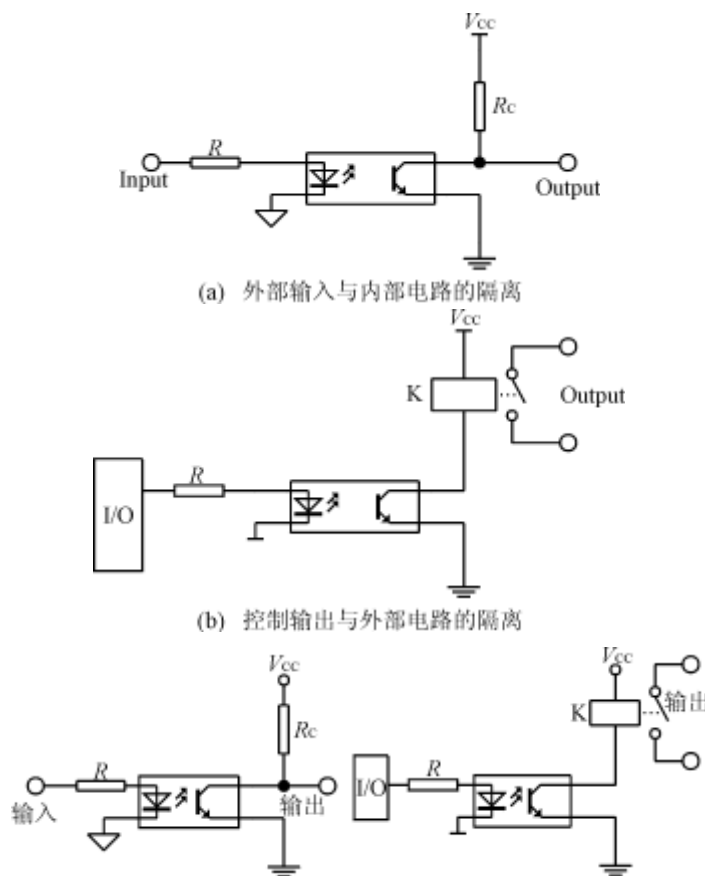 Vcc
Rc
R
Input
Output
(a) 外部输入与内部电路的隔离
Vcc
K
Output
R
I/O
(b) 控制输出与外部电路的隔离
Vcc
Rc
R
输入
输出
Vcc
K
输出
R
I/O